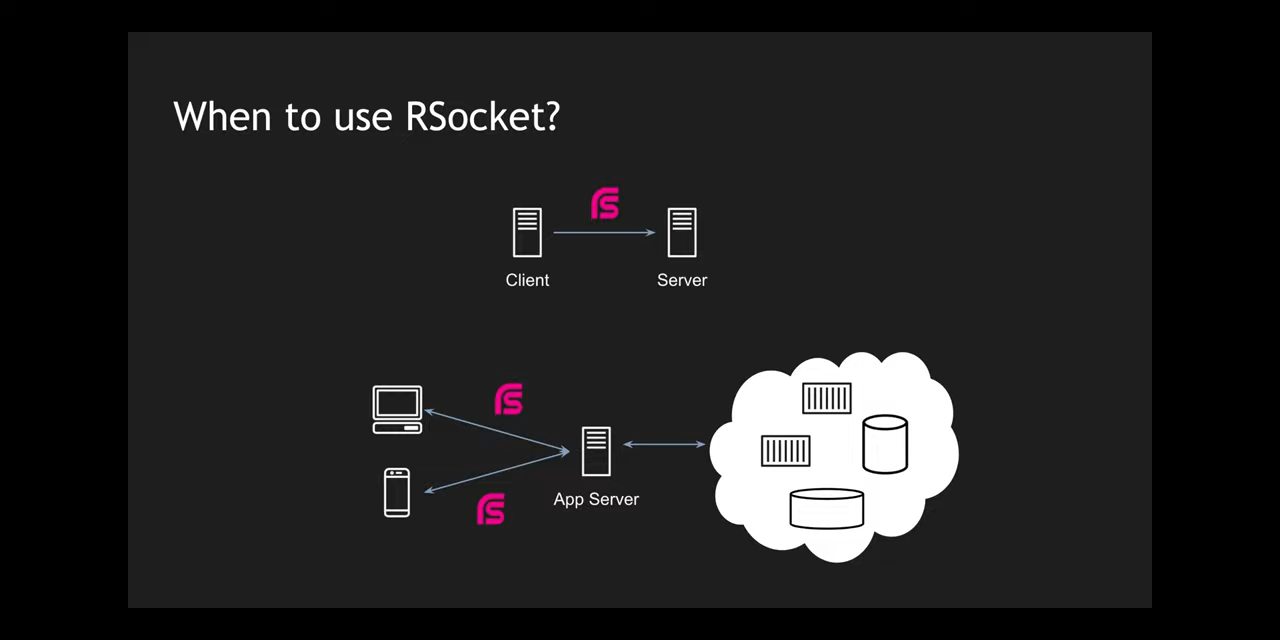 When to use RSocket?
Client
Server
App Server